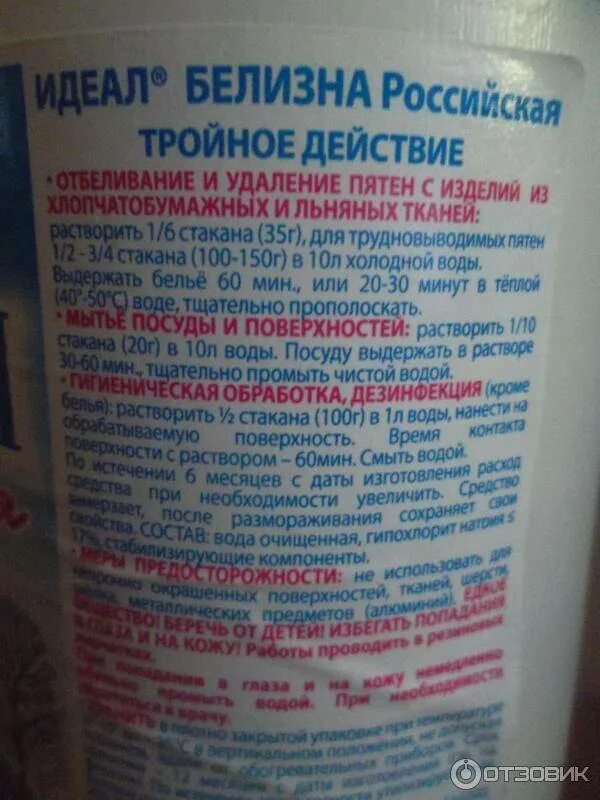 ИДЕАЛ® БЕЛИЗНА Российская
ТРОЙНОЕ ДЕЙСТВИЕ
• ОТБЕЛИВАНИЕ И УДАЛЕНИЕ ПЯТЕН С ИЗДЕЛИЙ ИЗ
ХЛОПЧАТОБУМАЖНЫХ И ЛЬНЯНЫХ ТКАНЕЙ:
растворить 1/6 стакана (35г), для трудновыводимых пятен
1/2 - 3/4 стакана (100-150г) в 10л холодной воды.
Выдержать бельё 60 мин., или 20-30 минут в тёплой
(40°-50°С) воде, тщательно прополоскать.
• МЫТЬЁ ПОСУДЫ И ПОВЕРХНОСТЕЙ: растворить 1/10
стакана (20г) в 10л воды. Посуду выдержать в растворе
30-60 мин., тщательно промыть чистой водой.
• ГИГИЕНИЧЕСКАЯ ОБРАБОТКА, ДЕЗИНФЕКЦИЯ (кроме
белья): растворить ½ стакана (100г) в 1л воды, нанести на
обрабатываемую поверхность. Время контакта
поверхности с раствором – 60мин. Смыть водой.
По истечении 6 месяцев с даты изготовления расход
средства при необходимости увеличить. Средство
замерзает, после размораживания сохраняет свои
свойства. СОСТАВ: вода очищенная, гипохлорит натрия ≤
17%, стабилизирующие компоненты.
• МЕРЫ ПРЕДОСТОРОЖНОСТИ: не использовать для
непрочно окрашенных поверхностей, тканей, шерсти,
шёлка, металлических предметов (алюминий). ЕДКОЕ
ВЕЩЕСТВО! БЕРЕЧЬ ОТ ДЕТЕЙ! ИЗБЕГАТЬ ПОПАДАНИЯ
В ГЛАЗА И НА КОЖУ! Работы проводить в резиновых
перчатках.
При попадании в глаза и на кожу немедленно
обильно промыть водой. При необходимости
обратиться к врачу.
ХРАНИТЬ в плотно закрытой упаковке при температуре
в вертикальном положении, не допуская
обогревательных приборов.
12 месяцев с даты изготовления.
ОТЗОВИК